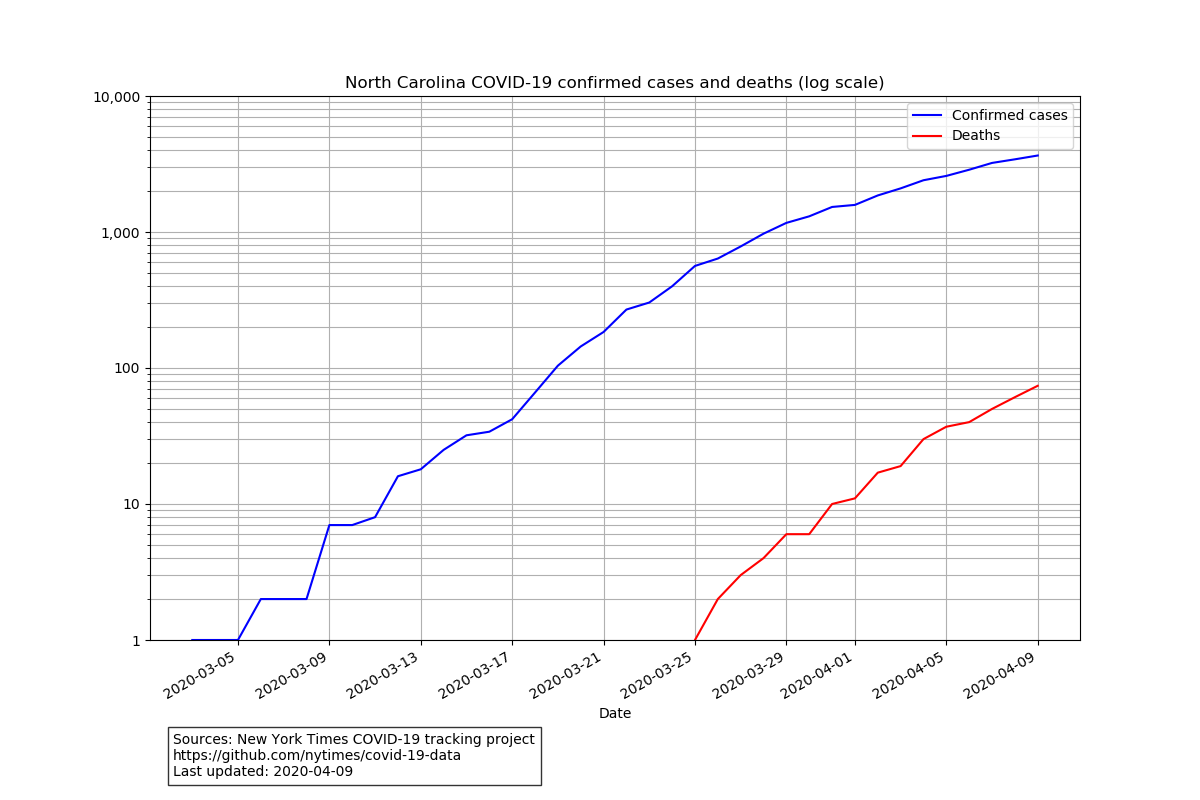 North Carolina COVID-19 confirmed cases and deaths (log scale)
10,000
1,000
100
10
1
Confirmed cases
Deaths
2020-03-05
2020-03-09
2020-03-13
2020-03-17
2020-03-21
2020-03-25
2020-03-29
2020-04-01
2020-04-05
2020-04-09
Date
Sources: New York Times COVID-19 tracking project
https://github.com/nytimes/covid-19-data
Last updated: 2020-04-09